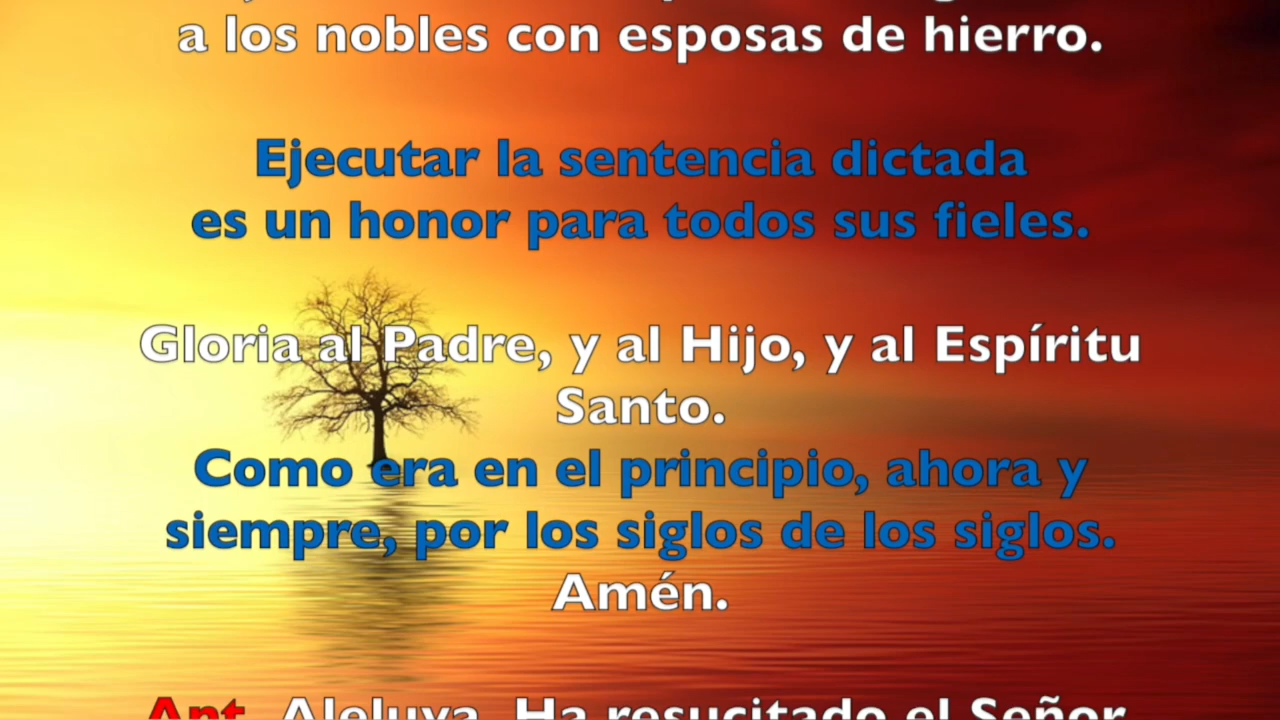 a los nobles con esposas de hierro.
Ejecutar la sentencia dictada
es un honor para todos sus fieles.
Gloria al Padre, y al Hijo, y al Espíritu
Santo.
Como era en el principio, ahora y
siempre, por los siglos de los siglos.
Amén.
Ant. Aleluya. Ha resucitado el Señor